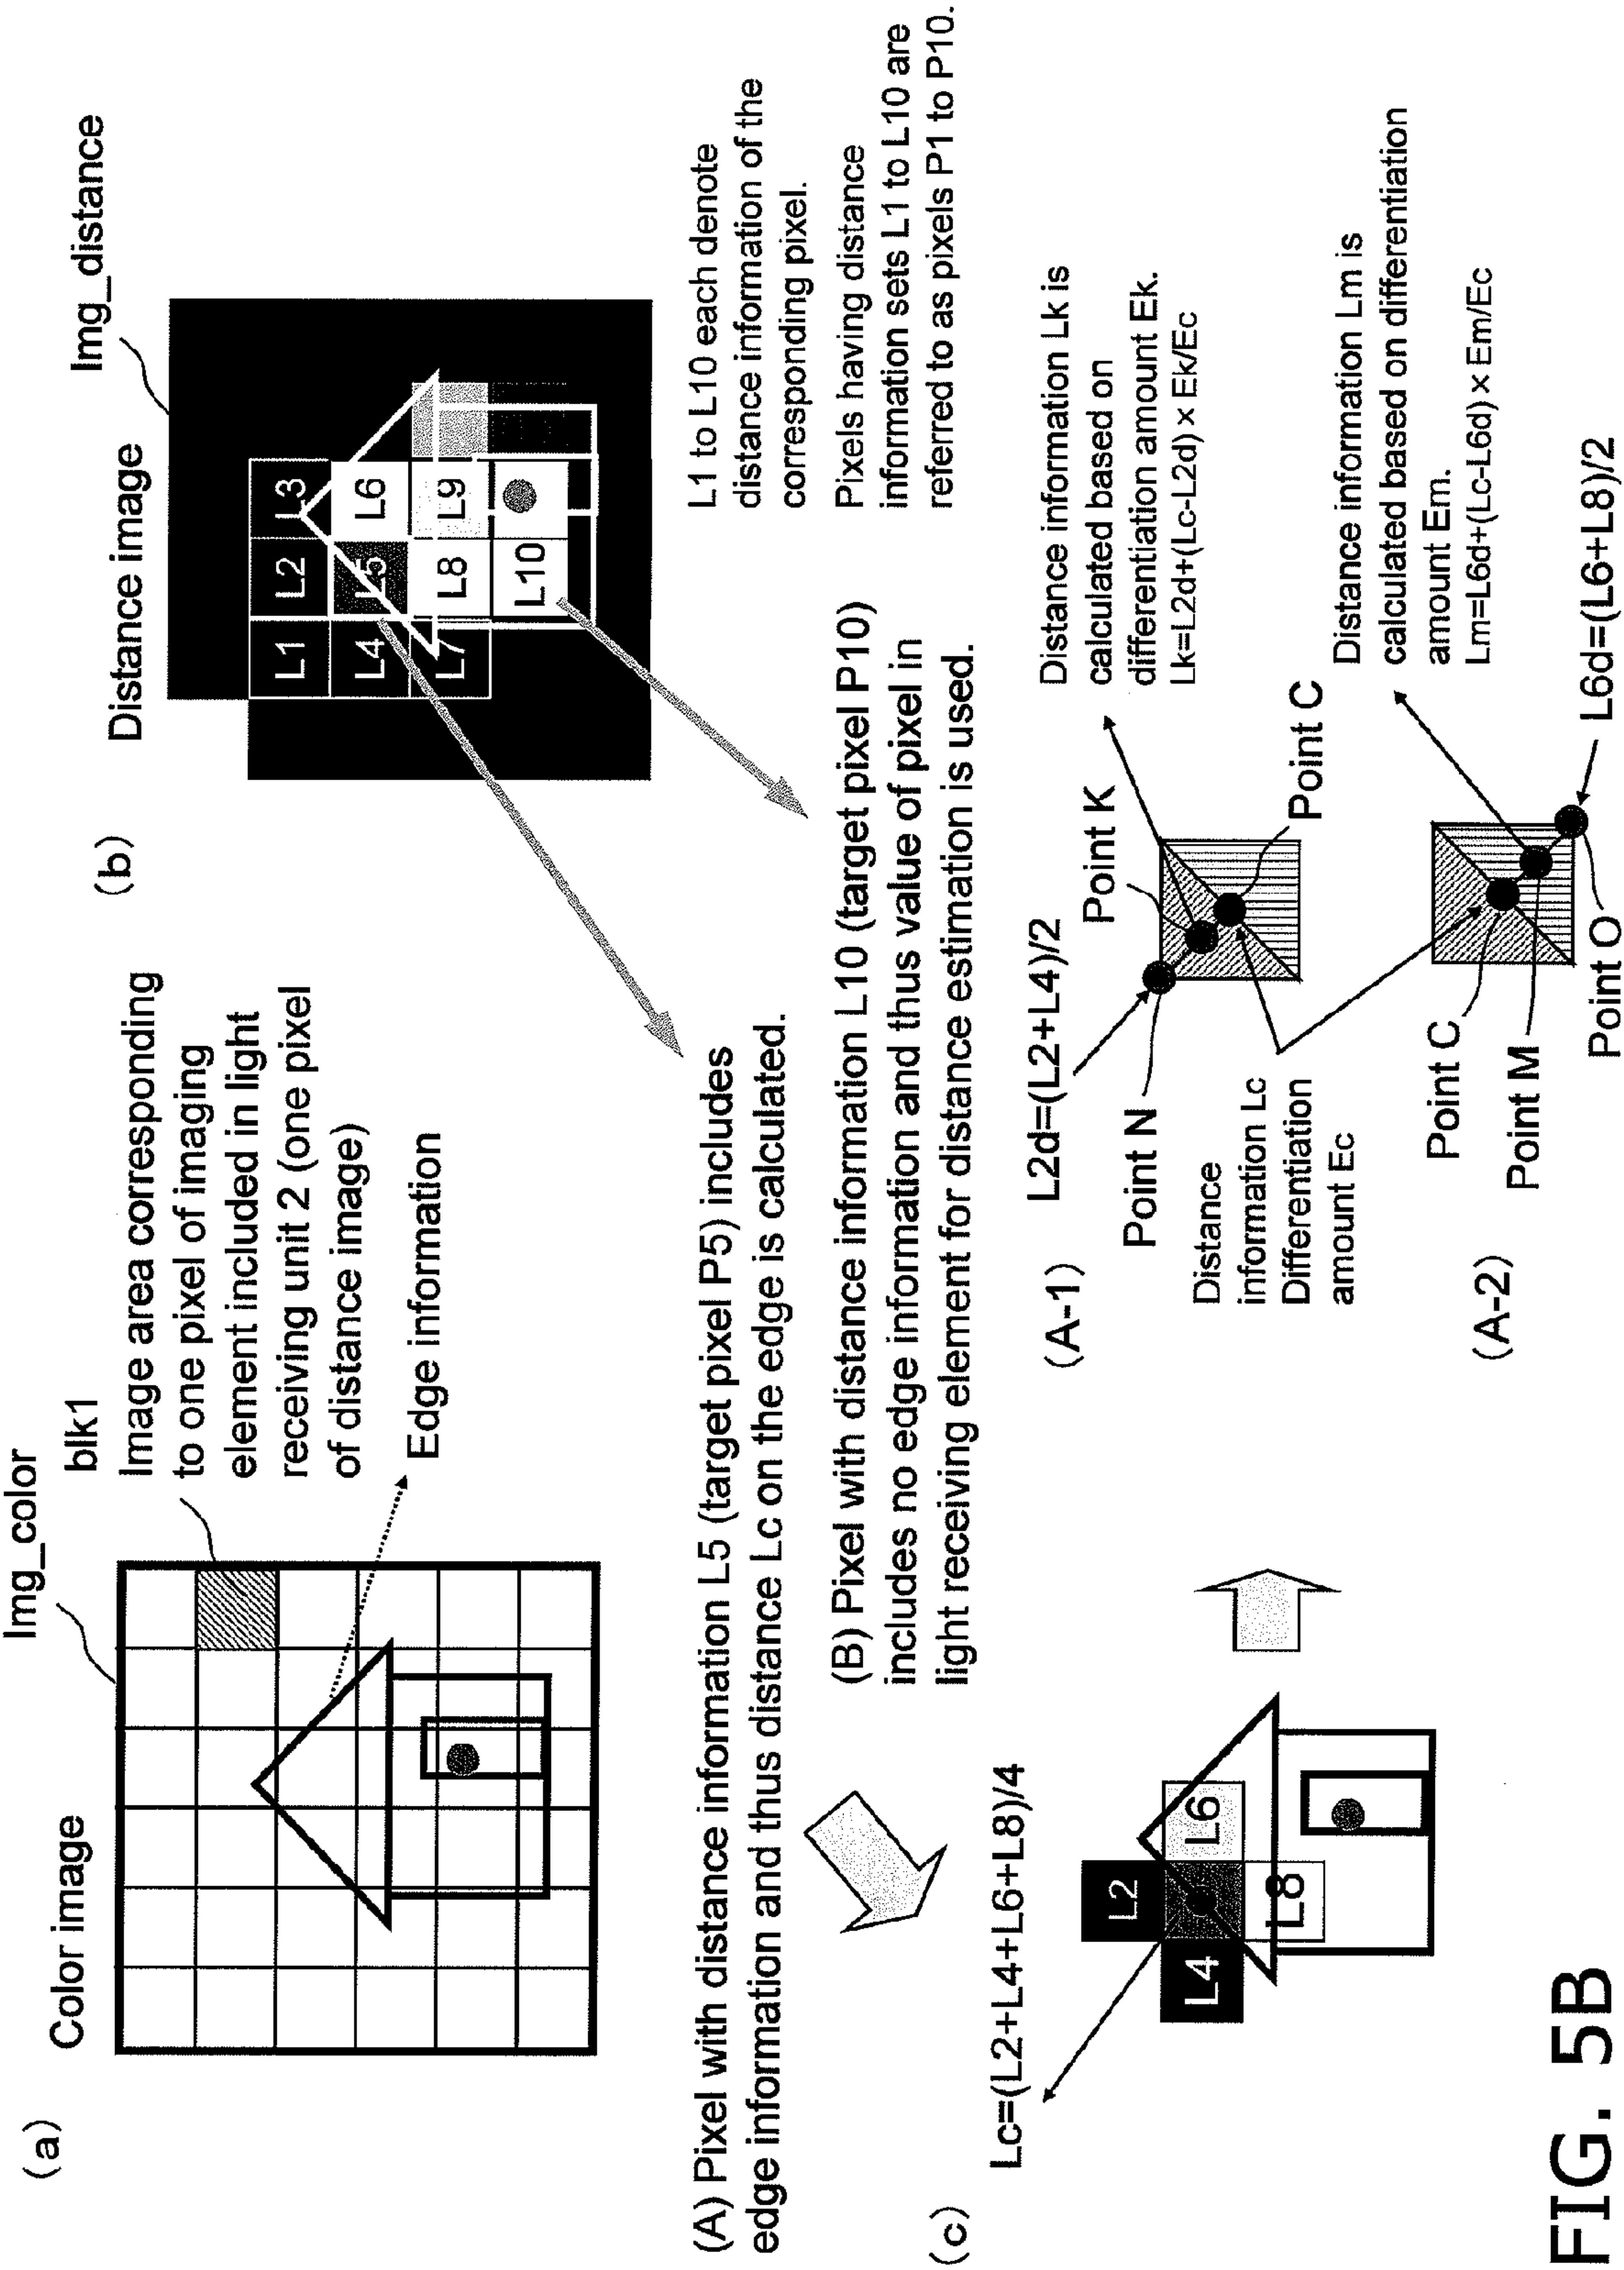 (a)
Color image
Img_color
blk1
Image area corresponding
to one pixel of imaging
element included in light
receiving unit 2 (one pixel
of distance image)
Edge information
(b)
Distance image
Img_distance
L1 L2 L3
L4 L5 L6
L7 L8 L9
L10
L1 to L10 each denote
distance information of the
corresponding pixel.
Pixels having distance
information sets L1 to L10 are
referred to as pixels P1 to P10.
(A) Pixel with distance information L5 (target pixel P5) includes
edge information and thus distance Lc on the edge is calculated.
(B) Pixel with distance information L10 (target pixel P10)
includes no edge information and thus value of pixel in
light receiving element for distance estimation is used.
(c)
Lc=(L2+L4+L6+L8)/4
L2
L4
L6
L8
(A-1)
L2d=(L2+L4)/2
Point N
Point K
Point C
Distance information Lk is
calculated based on
differentiation amount Ek.
Lk=L2d+(Lc-L2d)×Ek/Ec
Distance
information Lc
Differentiation
amount Ec
(A-2)
Point C
Point M
Point O
Distance information Lm is
calculated based on differentiation
amount Em.
Lm=L6d+(Lc-L6d)×Em/Ec
L6d=(L6+L8)/2
FIG. 5B